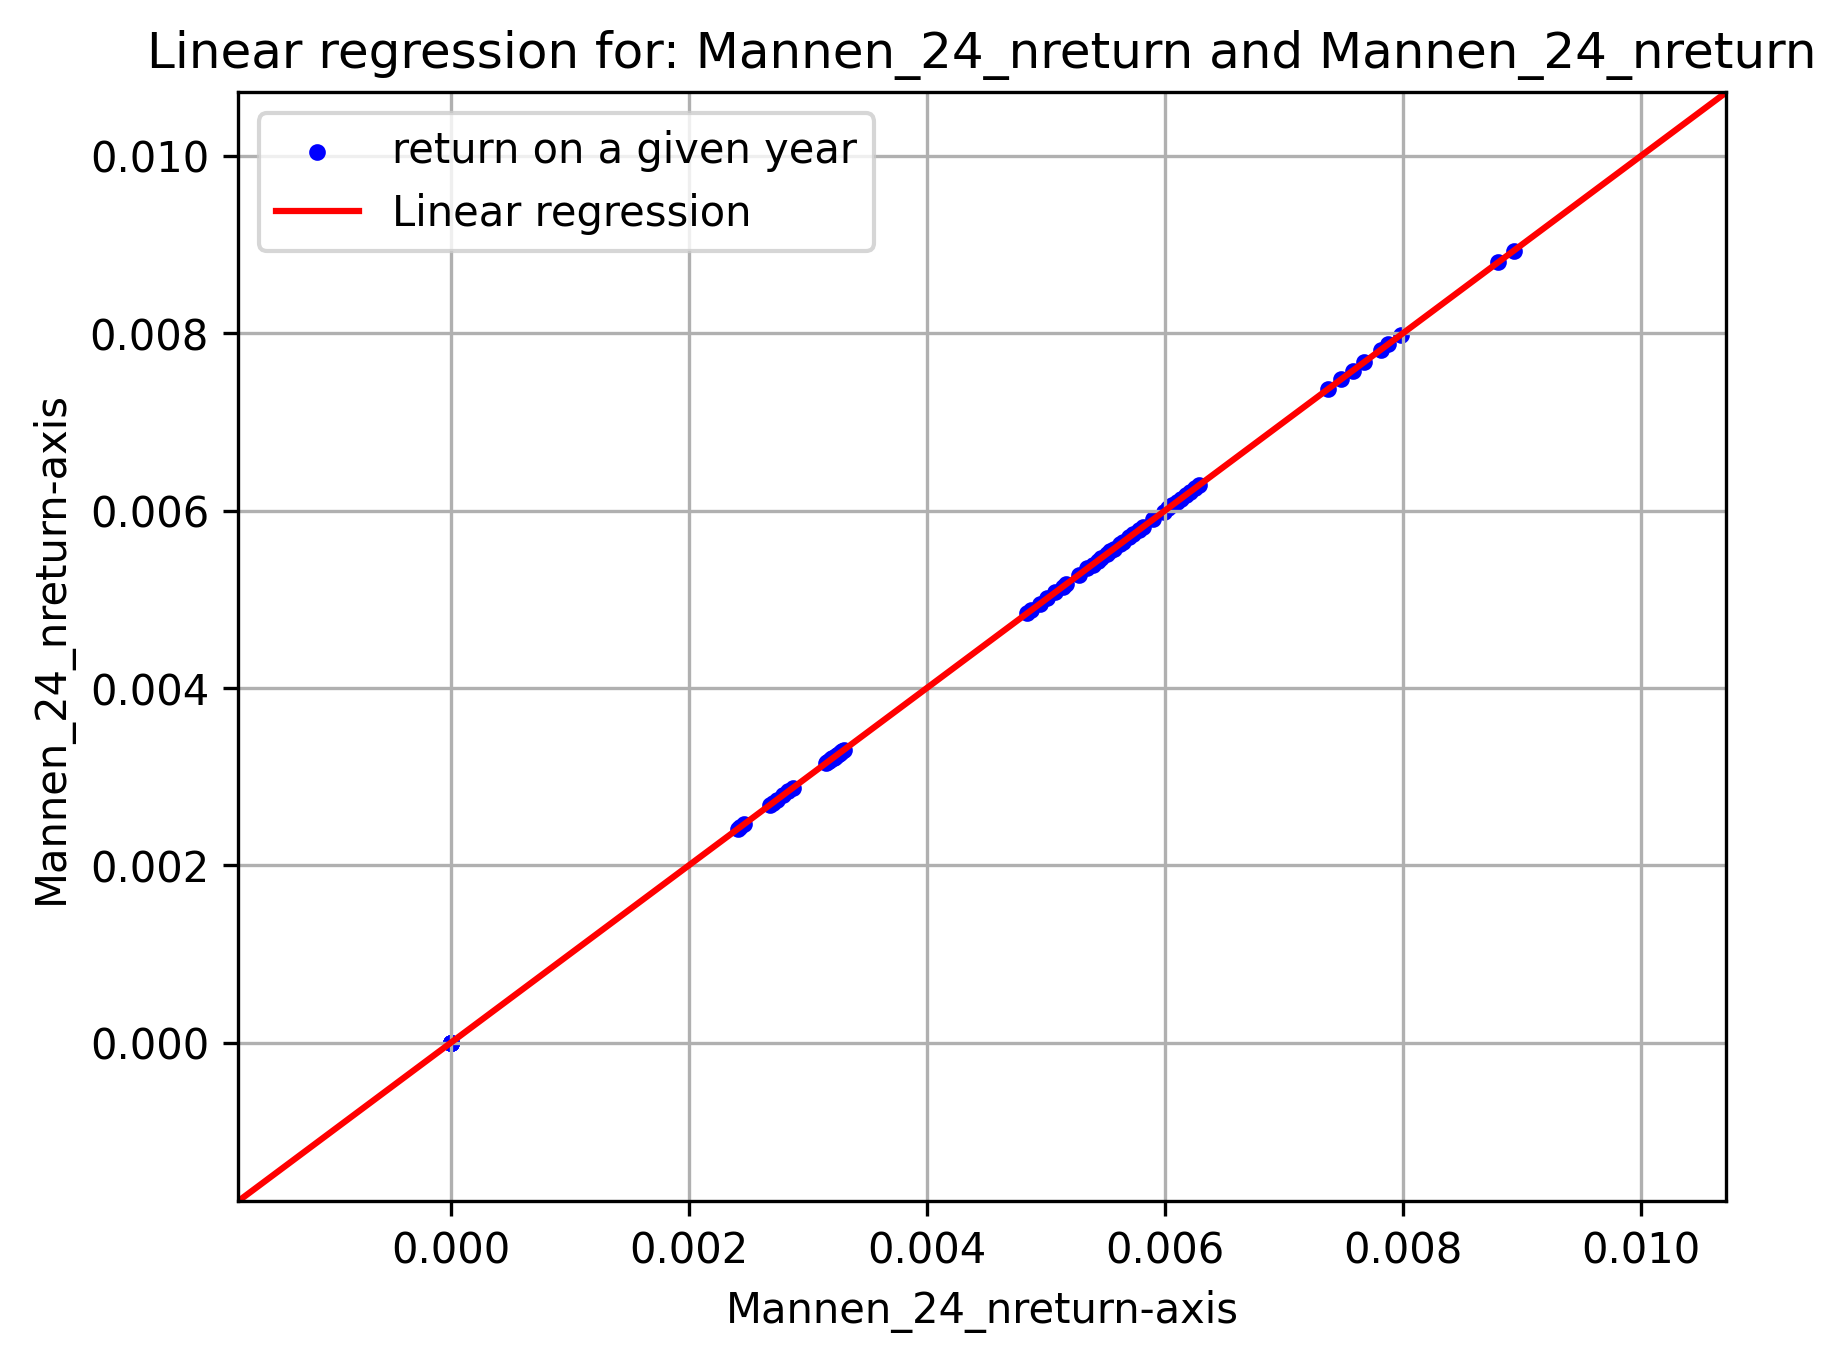 Linear regression for: Mannen_24_nreturn and Mannen_24_nreturn
return on a given year
Linear regression
0.010
0.008
0.006
0.004
0.002
0.000
Mannen_24_nreturn-axis
0.000 0.002 0.004 0.006 0.008 0.010
Mannen_24_nreturn-axis